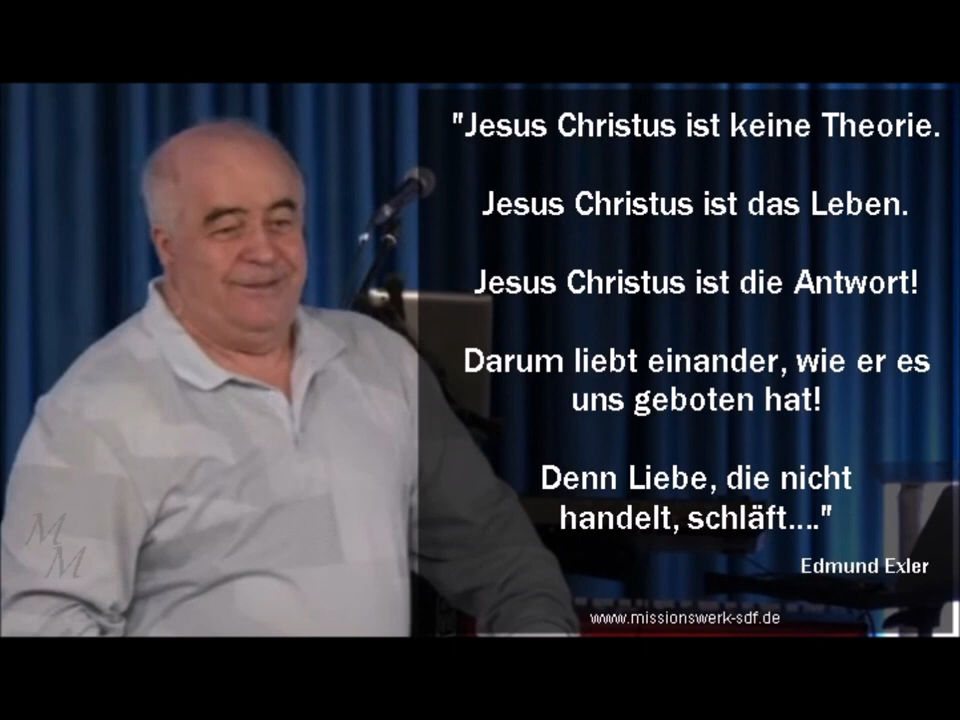 "Jesus Christus ist keine Theorie.
Jesus Christus ist das Leben.
Jesus Christus ist die Antwort!
Darum liebt einander, wie er es
uns geboten hat!
Denn Liebe, die nicht
handelt, schläft...."
Edmund Exler
M
M
www.missionswerk-sdf.de